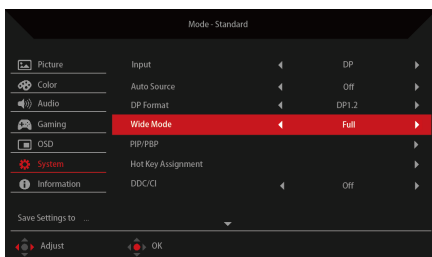 Mode - Standard
Picture
Input DP
Color
Auto Source Off
Audio
DP Format DP1.2
Gaming
Wide Mode Full
OSD
PIP/PBP
System
Hot Key Assignment
Information
DDC/CI Off
Save Settings to ...
Adjust OK